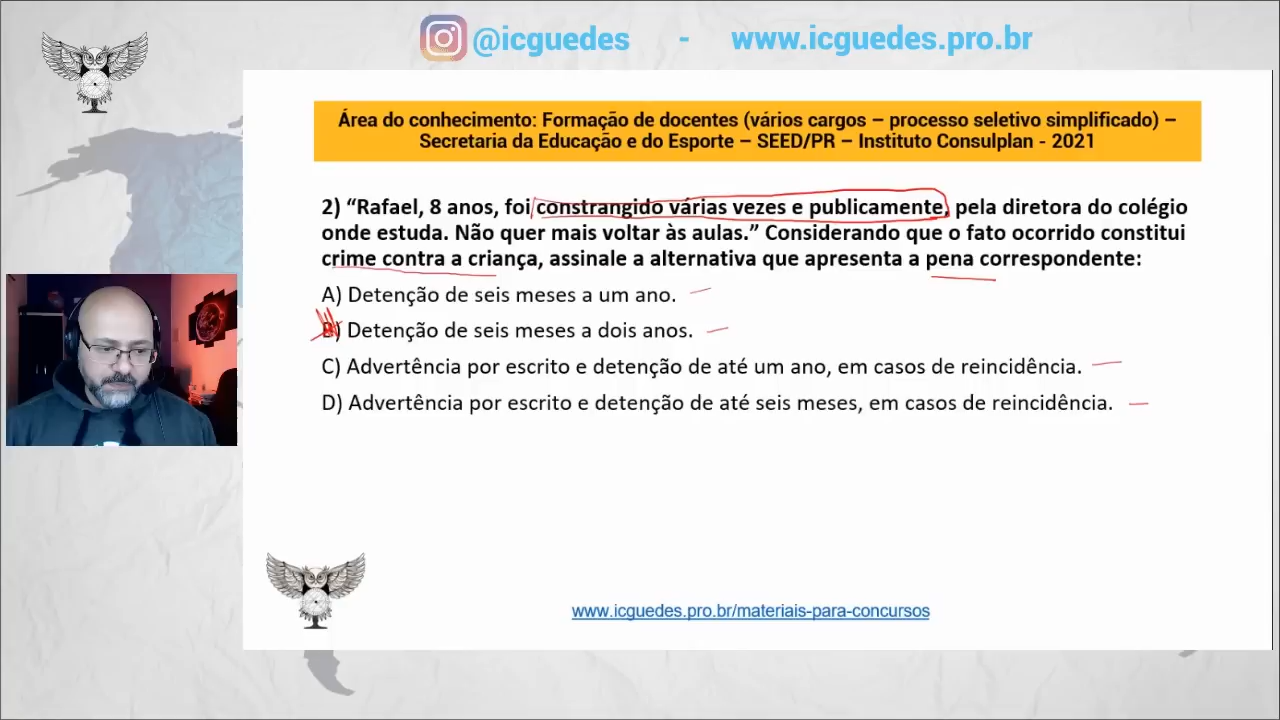 @icguedes - www.icguedes.pro.br
Área do conhecimento: Formação de docentes (vários cargos – processo seletivo simplificado) –
Secretaria da Educação e do Esporte – SEED/PR – Instituto Consulplan - 2021
2) “Rafael, 8 anos, foi constrangido várias vezes e publicamente, pela diretora do colégio
onde estuda. Não quer mais voltar às aulas.” Considerando que o fato ocorrido constitui
crime contra a criança, assinale a alternativa que apresenta a pena correspondente:
A) Detenção de seis meses a um ano.
B) Detenção de seis meses a dois anos.
C) Advertência por escrito e detenção de até um ano, em casos de reincidência.
D) Advertência por escrito e detenção de até seis meses, em casos de reincidência.
www.icguedes.pro.br/materiais-para-concursos